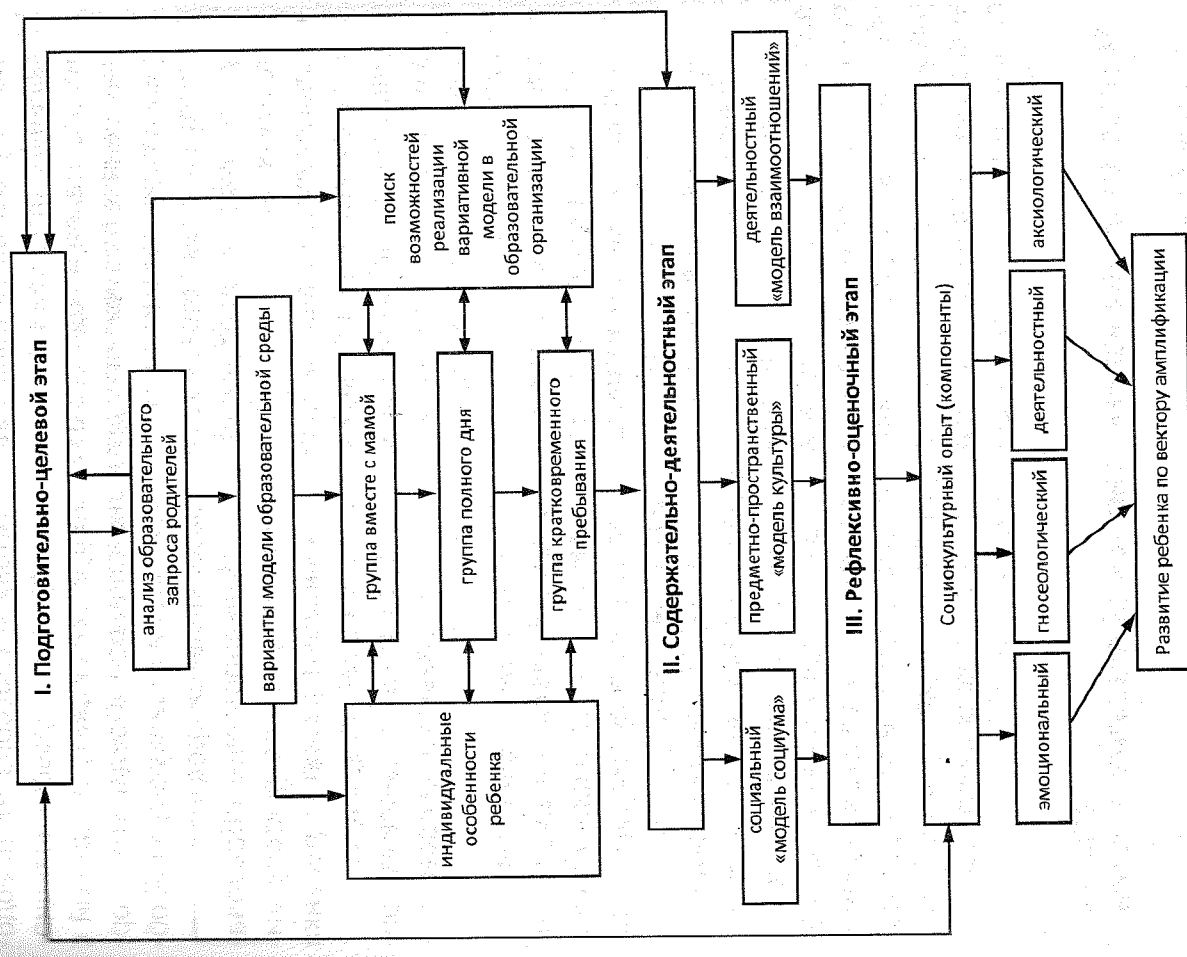 I. Подготовительно-целевой этап
анализ образовательного
запроса родителей
варианты модели образовательной среды
индивидуальные
особенности
ребенка
группа вместе с мамой
группа полного дня
группа кратковременного
пребывания
поиск
возможностей
реализации
вариативной
модели в
образовательной
организации
II. Содержательно-деятельностный этап
социальный
«модель социума»
предметно-пространственный
«модель культуры»
деятельностный
«модель взаимоотношений»
III. Рефлексивно-оценочный этап
Социокультурный опыт (компоненты)
эмоциональный
гносеологический
деятельностный
аксиологический
Развитие ребенка по вектору амплификации